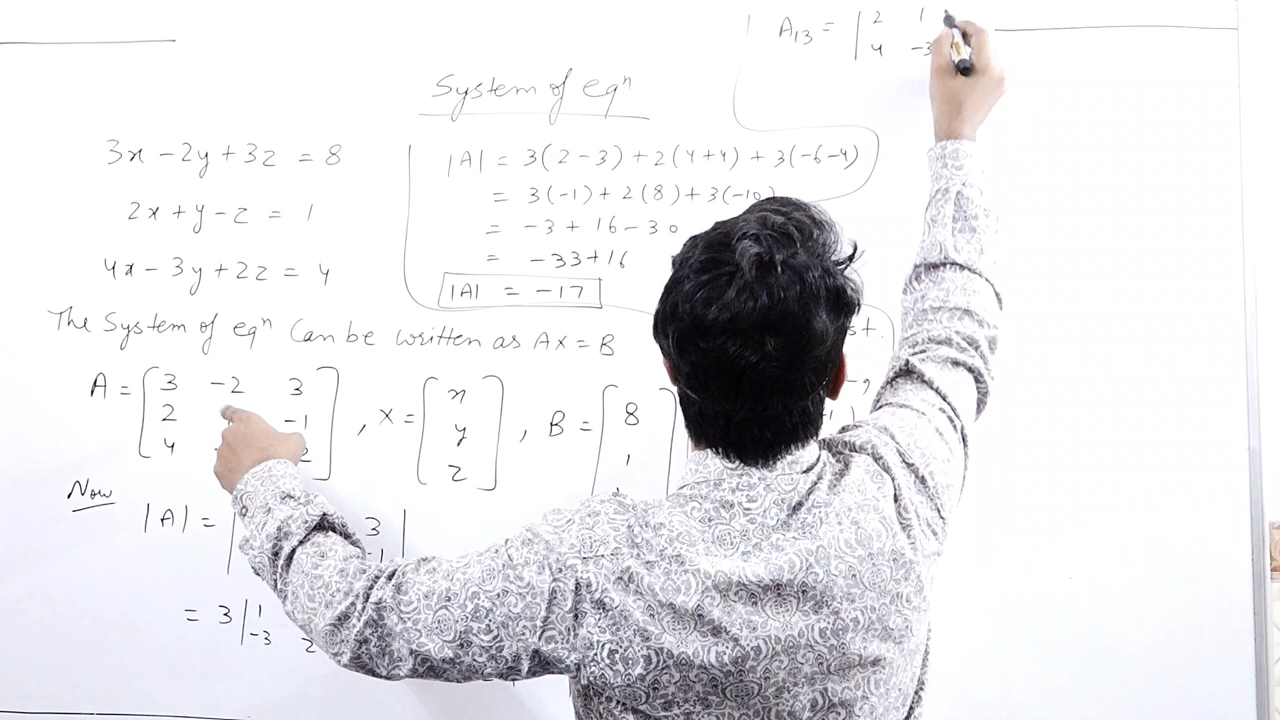 A₁₃ = | 2 1
4 -3
System of eqⁿ
3x - 2y + 3z = 8
2x + y - z = 1
4x - 3y + 2z = 4
|A| = 3(2-3) + 2(4+4) + 3(-6-4)
= 3(-1) + 2(8) + 3(-10)
= -3 + 16 - 30
= -33 + 16
|A| = -17
The System of eqⁿ Can be written as AX = B
A = [ 3 -2 3
2 -1
4 2 ] , X = [ x
y
z ] , B = [ 8
1
Now
|A| = | 3 |
-1
= 3 | 1
-3 2